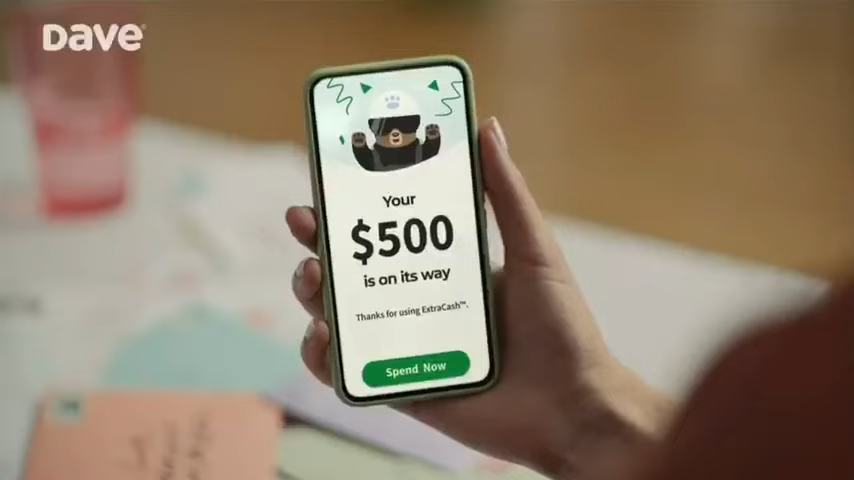 Dave®
Your
$500
is on its way
Thanks for using ExtraCash™.
Spend Now